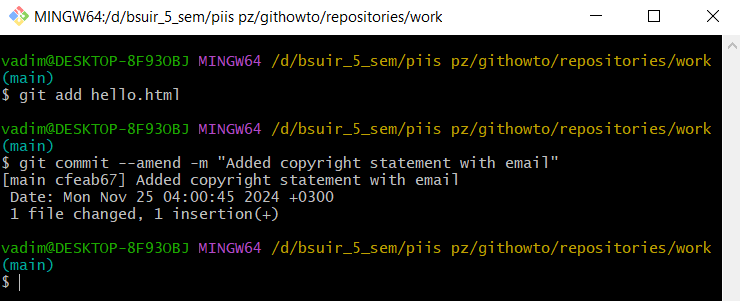 MINGW64:/d/bsuir_5_sem/piis pz/githowto/repositories/work
vadim@DESKTOP-8F93OBJ MINGW64 /d/bsuir_5_sem/piis pz/githowto/repositories/work
(main)
$ git add hello.html
vadim@DESKTOP-8F93OBJ MINGW64 /d/bsuir_5_sem/piis pz/githowto/repositories/work
(main)
$ git commit --amend -m "Added copyright statement with email"
[main cfeab67] Added copyright statement with email
 Date: Mon Nov 25 04:00:45 2024 +0300
 1 file changed, 1 insertion(+)
vadim@DESKTOP-8F93OBJ MINGW64 /d/bsuir_5_sem/piis pz/githowto/repositories/work
(main)
$